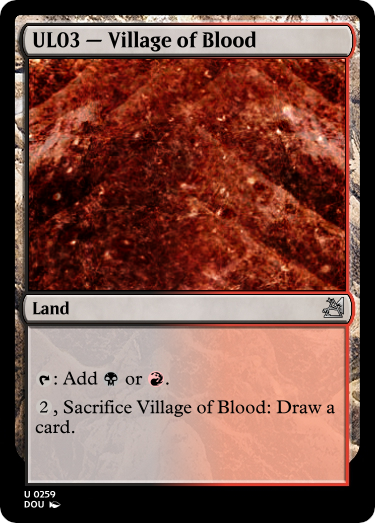 UL03 — Village of Blood
Land
: Add or .
2 , Sacrifice Village of Blood: Draw a
card.
U 0259
DOU